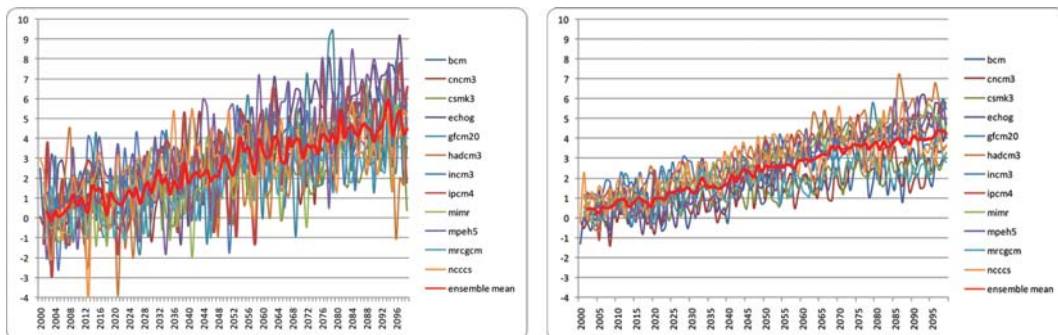 10
9
8
7
6
5
4
3
2
1
0
-1
-2
-3
-4
2000
2004
2008
2012
2016
2020
2024
2028
2032
2036
2040
2044
2048
2052
2056
2060
2064
2068
2072
2076
2080
2084
2088
2092
2096
bcm
cncm3
csmk3
echog
gfcm20
hadcm3
incm3
ipcm4
mimr
mpeh5
mrcgcm
ncccs
ensemble mean
10
9
8
7
6
5
4
3
2
1
0
-1
-2
-3
-4
2000
2005
2010
2015
2020
2025
2030
2035
2040
2045
2050
2055
2060
2065
2070
2075
2080
2085
2090
2095
bcm
cncm3
csmk3
echog
gfcm20
hadcm3
incm3
ipcm4
mimr
mpeh5
mrcgcm
ncccs
ensemble mean